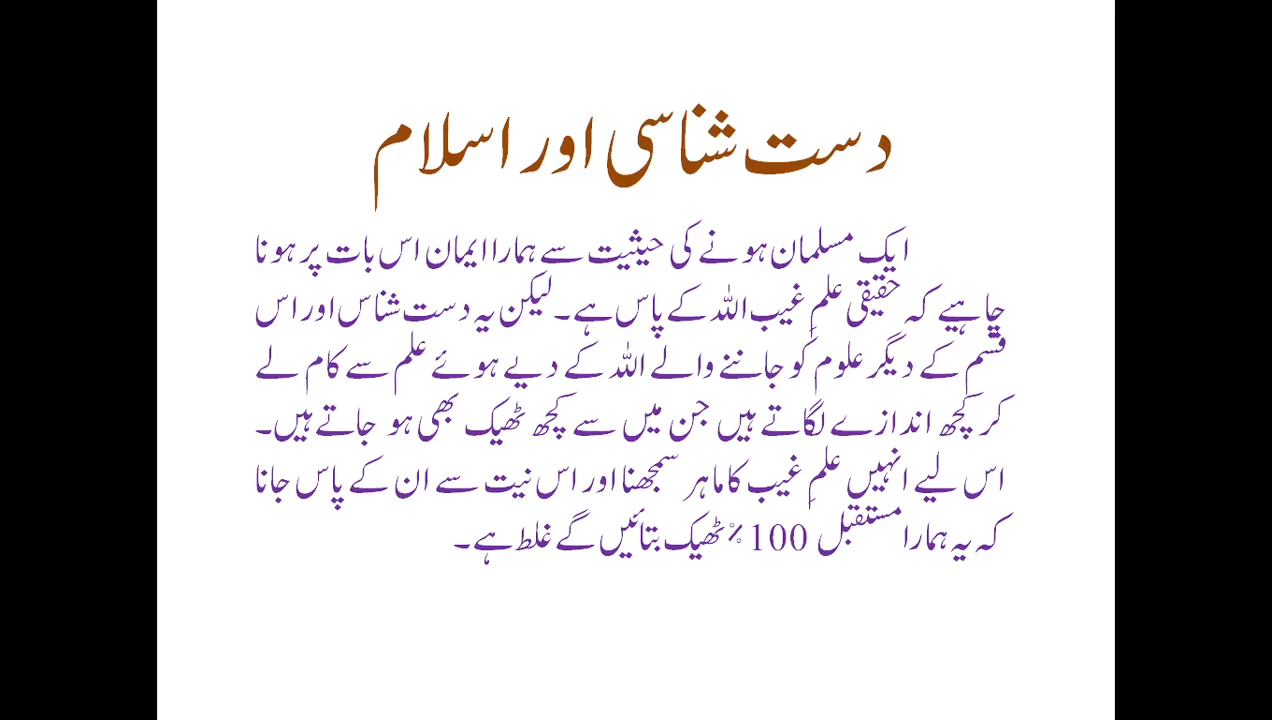 دست شناسی اور اسلام
ایک مسلمان ہونے کی حیثیت سے ہمارا ایمان اس بات پر ہونا
چاہیے کہ حقیقی علمِ غیب اللہ کے پاس ہے۔ لیکن یہ دست شناس اور اس
قسم کے دیگر علوم کو جاننے والے اللہ کے دیے ہوئے علم سے کام لے
کر کچھ اندازے لگاتے ہیں جن میں سے کچھ ٹھیک بھی ہو جاتے ہیں۔
اس لیے انہیں علمِ غیب کا ماہر سمجھنا اور اس نیت سے ان کے پاس جانا
کہ یہ ہمارا مستقبل 100٪ ٹھیک بتائیں گے غلط ہے۔